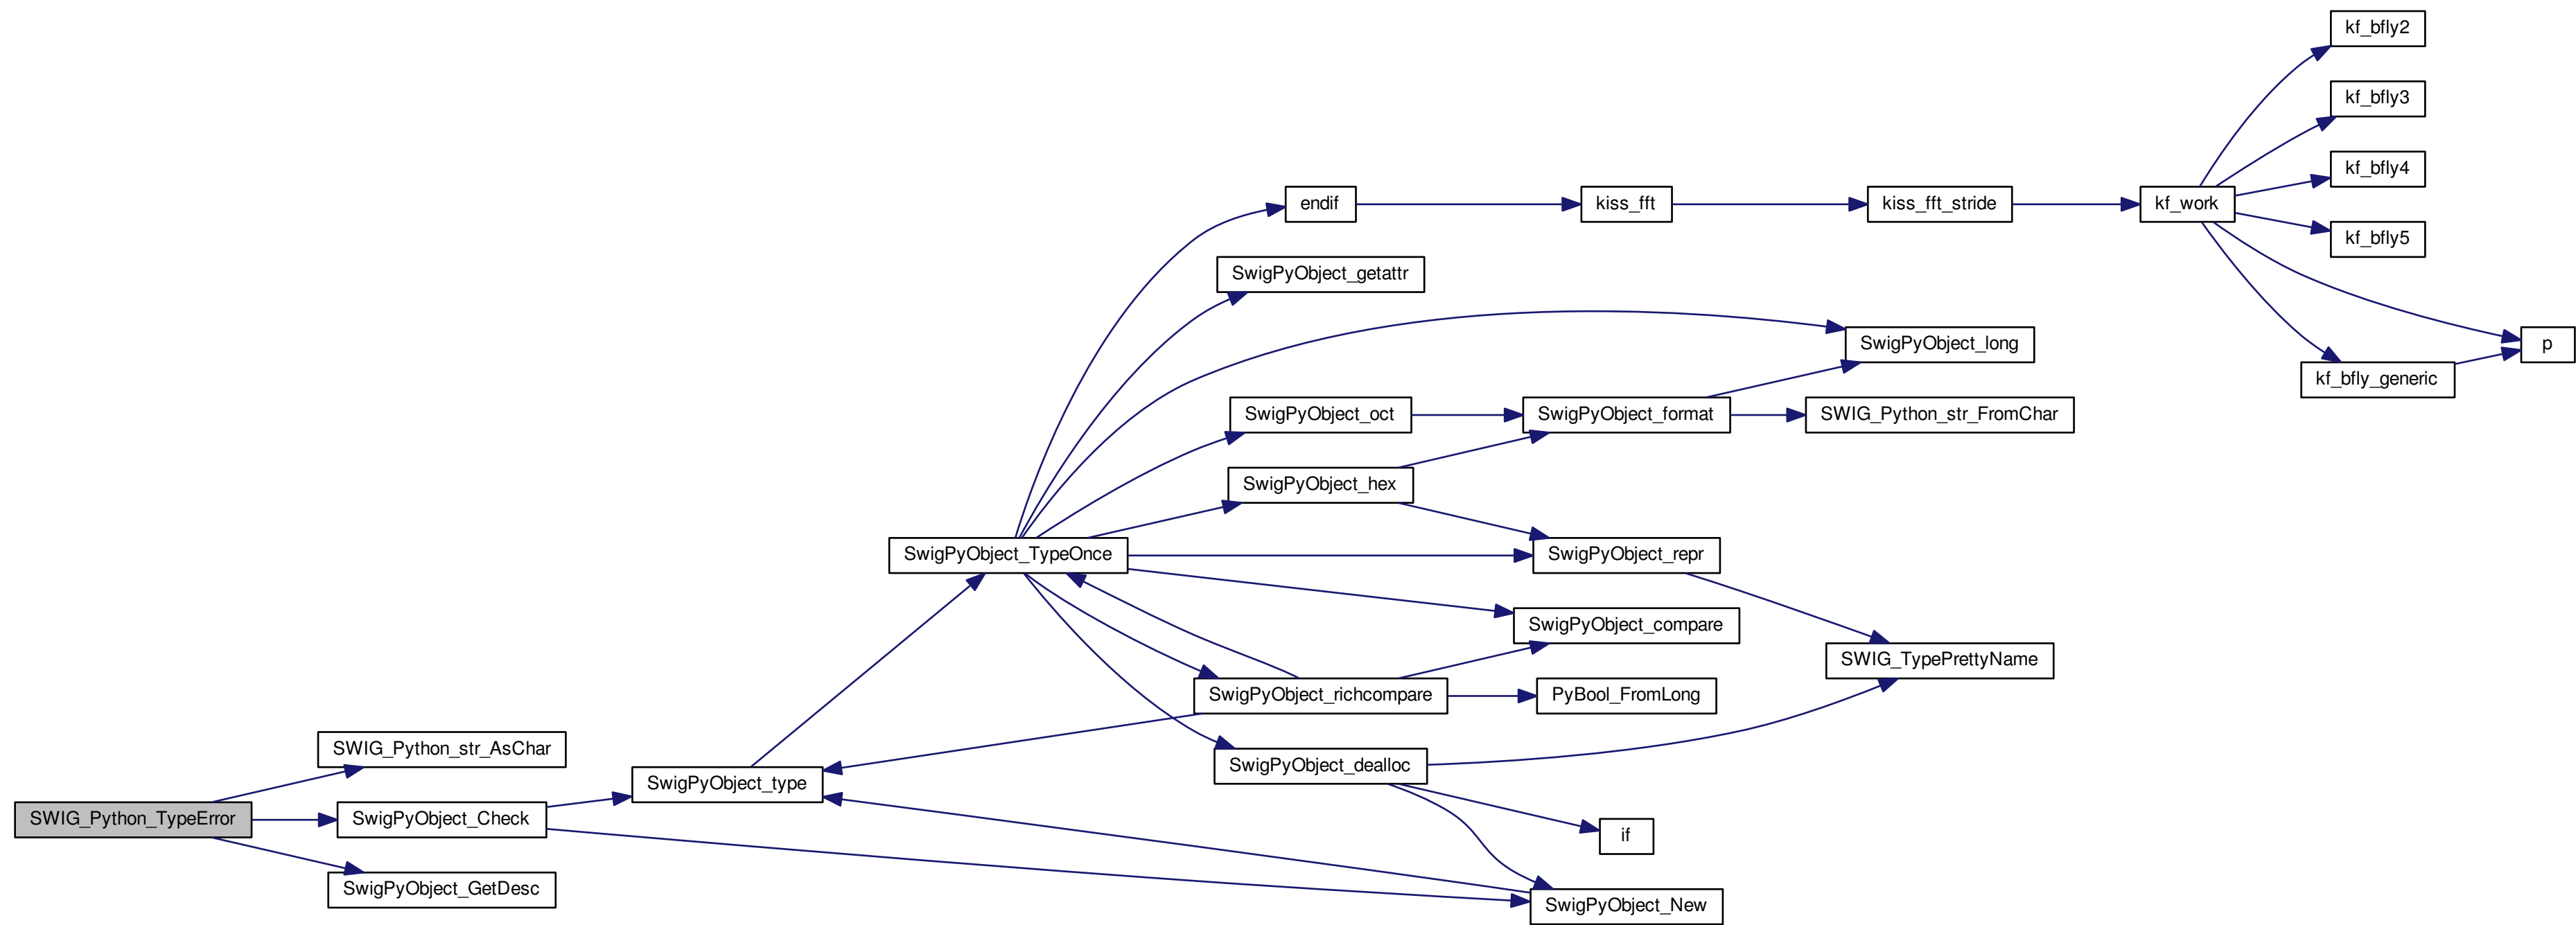 kf_bfly2
kf_bfly3
kf_bfly4
endif
kiss_fft
kiss_fft_stride
kf_work
kf_bfly5
SwigPyObject_getattr
SwigPyObject_long
p
kf_bfly_generic
SwigPyObject_oct
SwigPyObject_format
SWIG_Python_str_FromChar
SwigPyObject_hex
SwigPyObject_TypeOnce
SwigPyObject_repr
SwigPyObject_compare
SWIG_TypePrettyName
SwigPyObject_richcompare
PyBool_FromLong
SWIG_Python_str_AsChar
SwigPyObject_dealloc
SwigPyObject_type
SWIG_Python_TypeError
SwigPyObject_Check
if
SwigPyObject_GetDesc
SwigPyObject_New